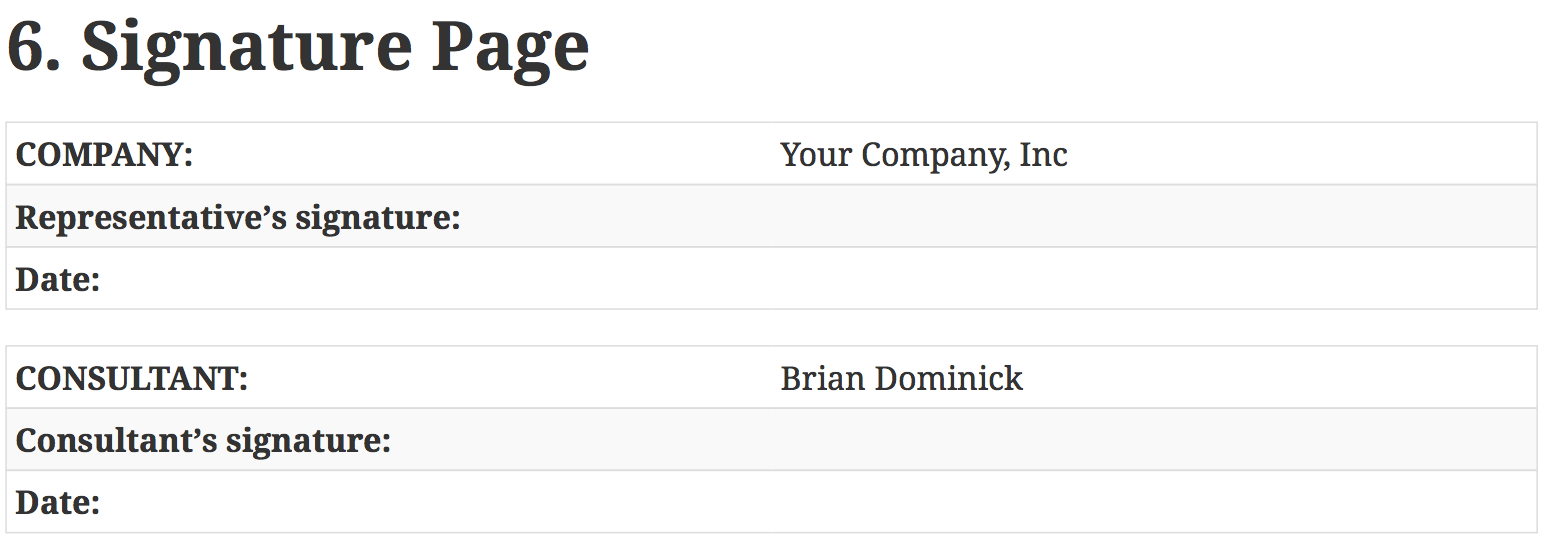 6. Signature Page
COMPANY: Your Company, Inc
Representative’s signature:
Date:
CONSULTANT: Brian Dominick
Consultant’s signature:
Date: